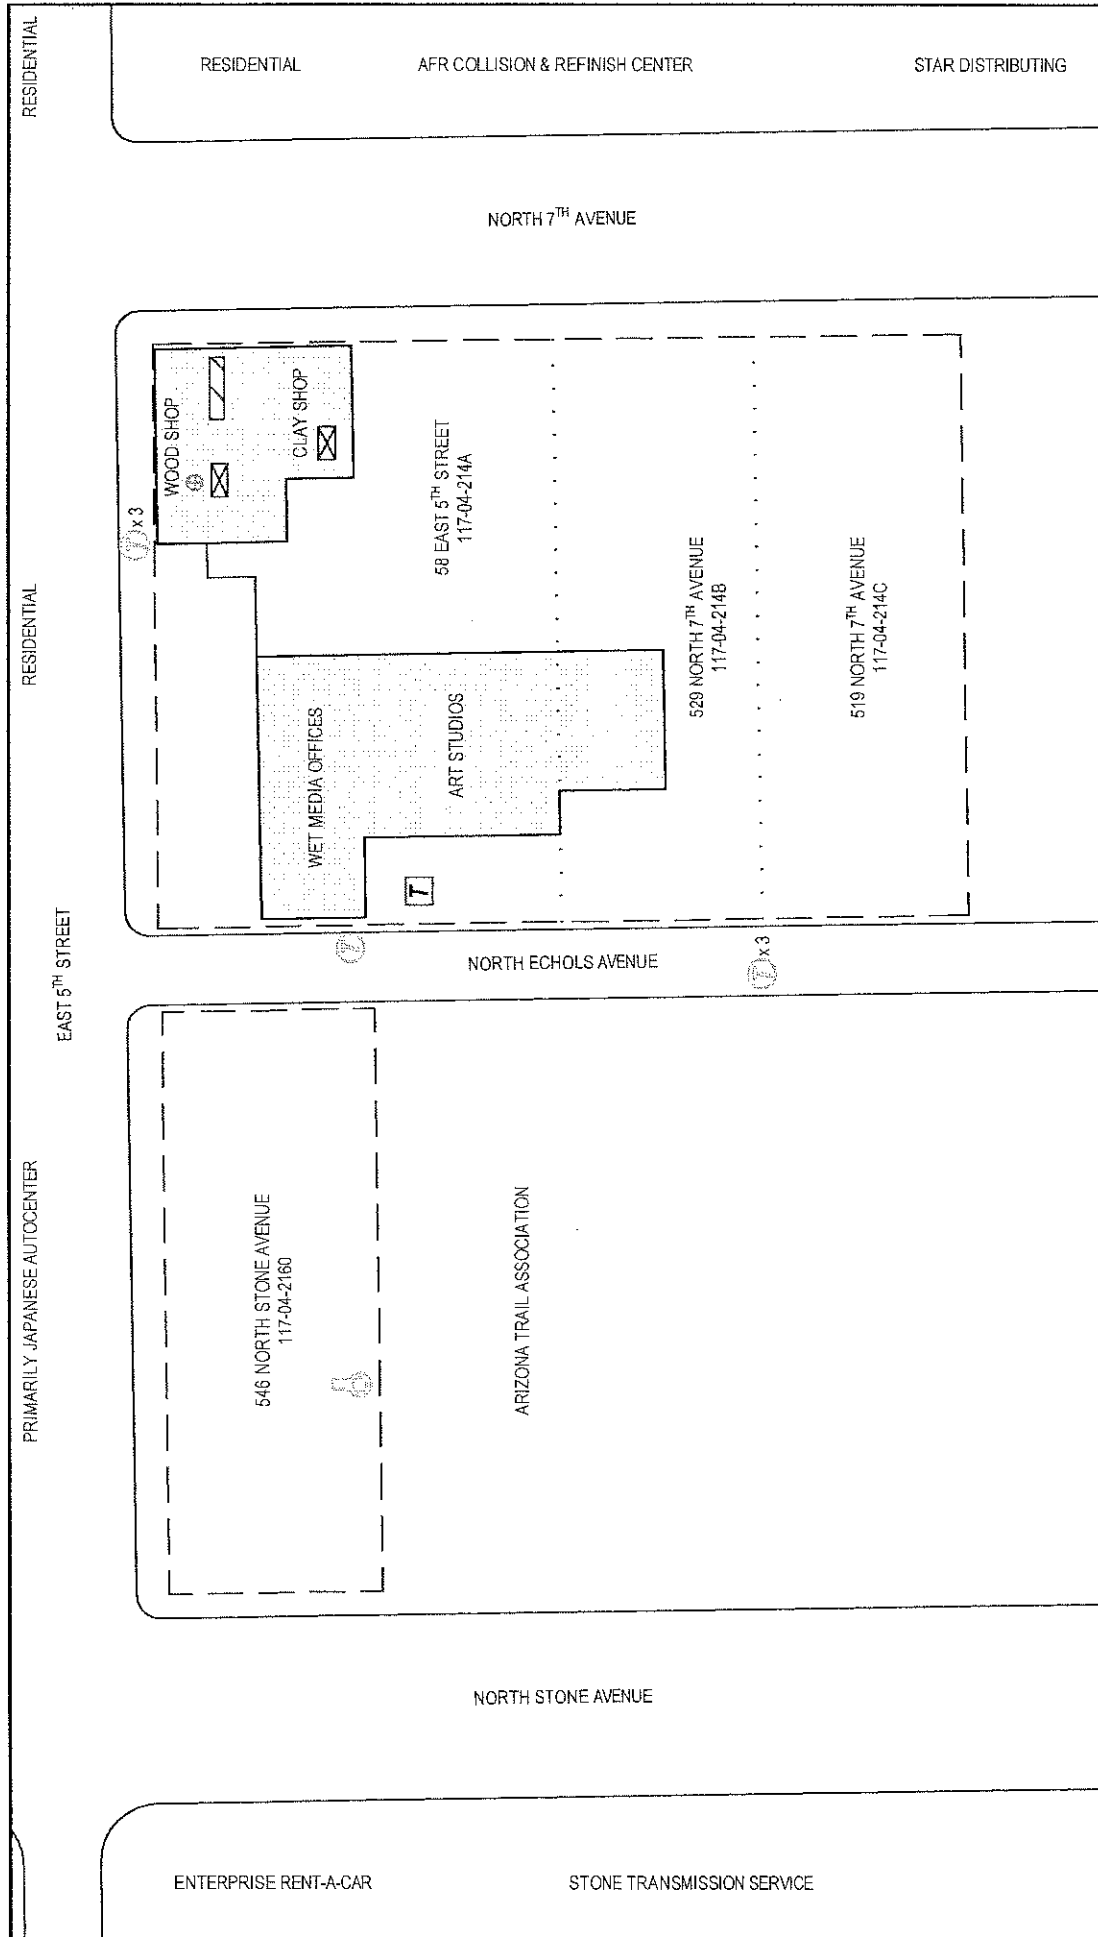 RESIDENTIAL
RESIDENTIAL
AFR COLLISION & REFINISH CENTER
STAR DISTRIBUTING
NORTH 7TH AVENUE
WOOD SHOP
CLAY SHOP
T x 3
58 EAST 5TH STREET
117-04-214A
529 NORTH 7TH AVENUE
117-04-214B
519 NORTH 7TH AVENUE
117-04-214C
RESIDENTIAL
WET MEDIA OFFICES
ART STUDIOS
T
T
EAST 5TH STREET
NORTH ECHOLS AVENUE
T x 3
PRIMARILY JAPANESE AUTOCENTER
546 NORTH STONE AVENUE
117-04-2160
ARIZONA TRAIL ASSOCIATION
NORTH STONE AVENUE
ENTERPRISE RENT-A-CAR
STONE TRANSMISSION SERVICE